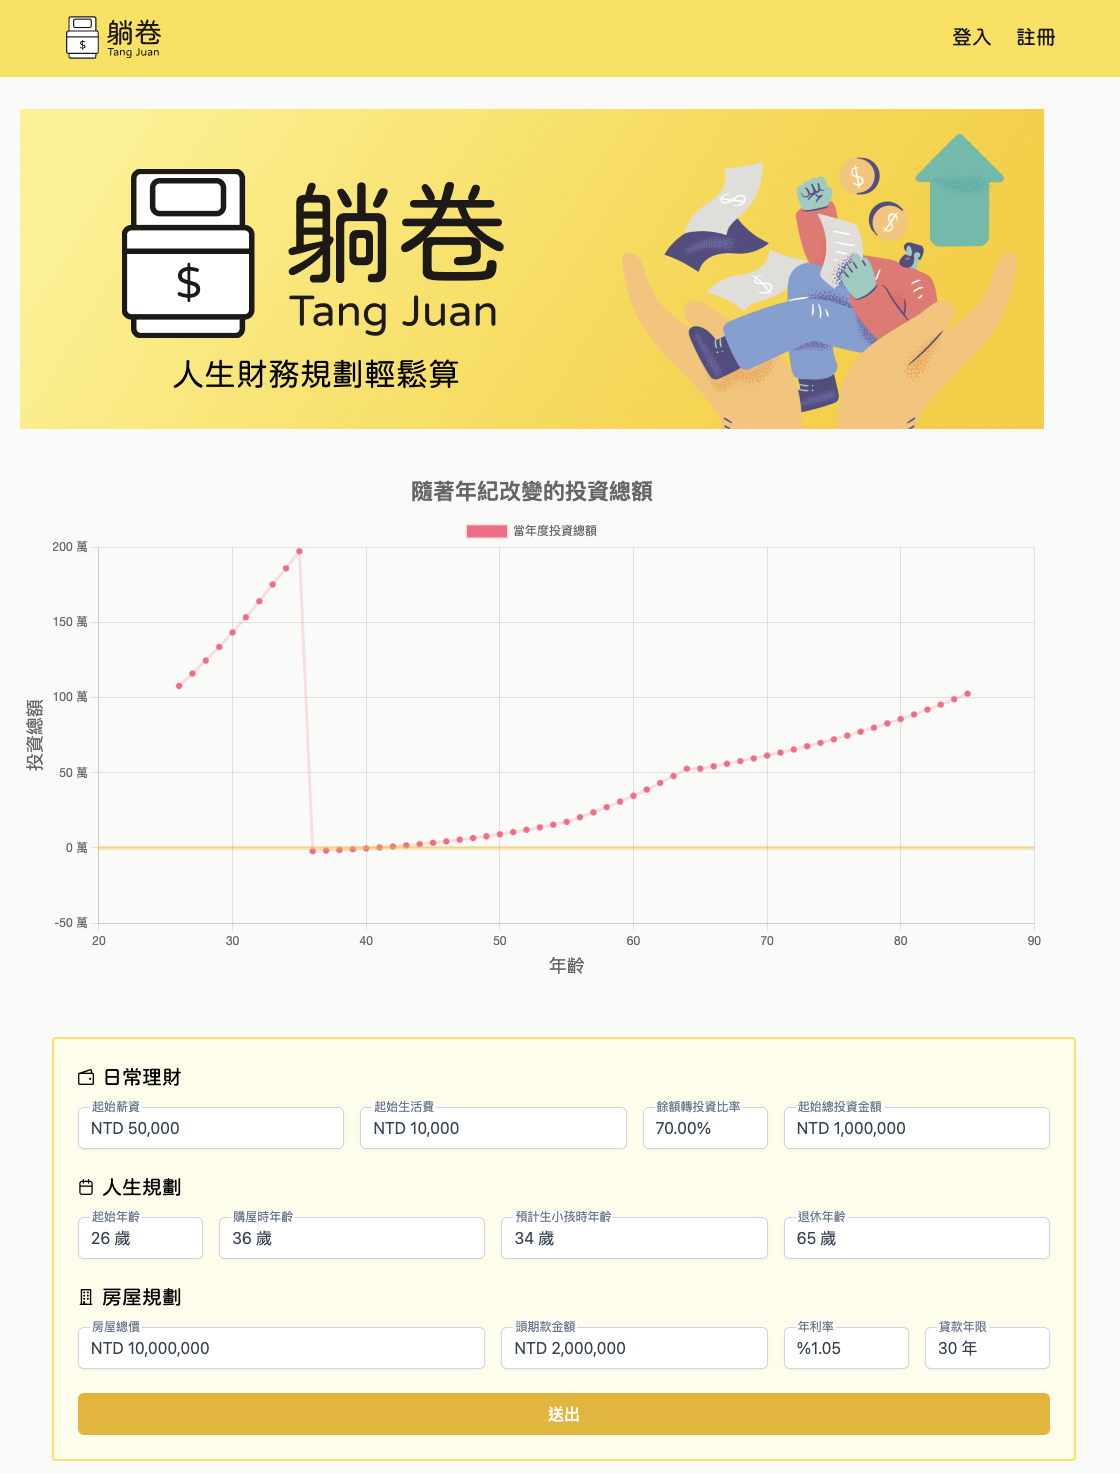 躺卷
Tang Juan
登入 註冊
$
躺卷
Tang Juan
人生財務規劃輕鬆算
隨著年紀改變的投資總額
當年度投資總額
200 萬
150 萬
100 萬
50 萬
0 萬
-50 萬
投資總額
20 30 40 50 60 70 80 90
年齡
日常理財
起始薪資 起始生活費 餘額轉投資比率 起始總投資金額
NTD 50,000 NTD 10,000 70.00% NTD 1,000,000
人生規劃
起始年齡 購屋時年齡 預計生小孩時年齡 退休年齡
26 歲 36 歲 34 歲 65 歲
房屋規劃
房屋總價 頭期款金額 年利率 貸款年限
NTD 10,000,000 NTD 2,000,000 %1.05 30 年
送出